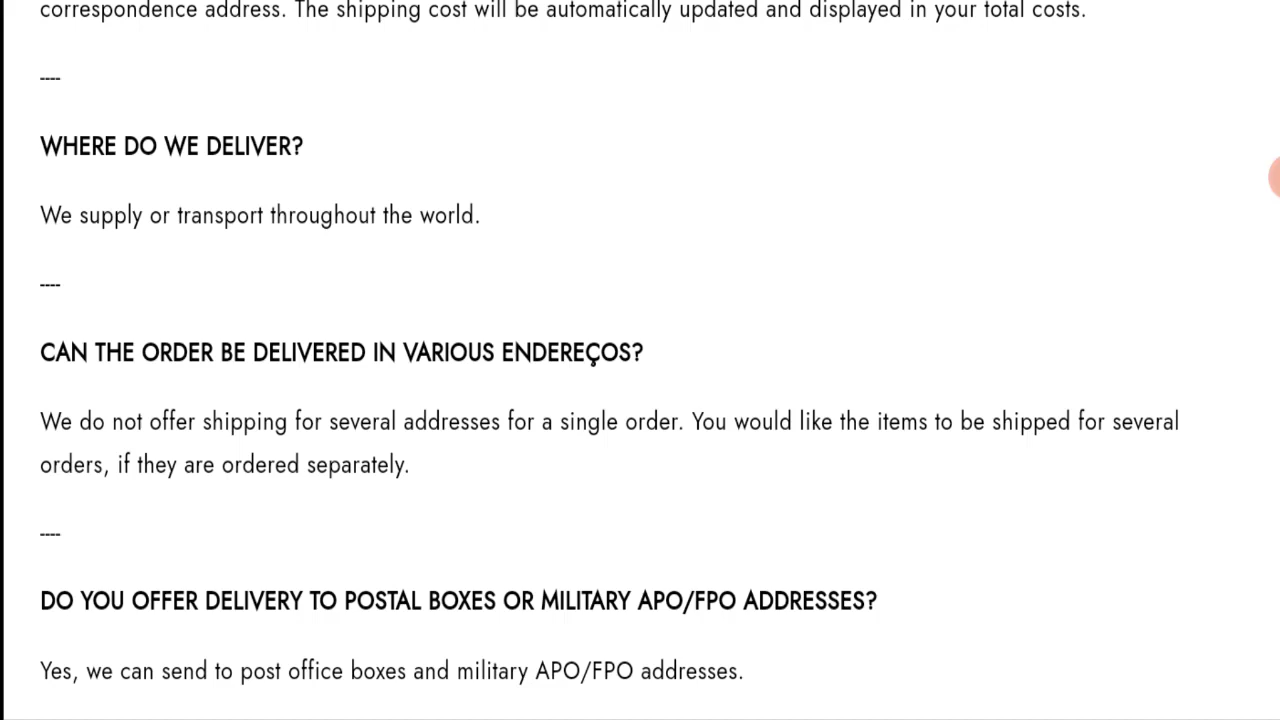 correspondence address. The shipping cost will be automatically updated and displayed in your total costs.
----
WHERE DO WE DELIVER?
We supply or transport throughout the world.
----
CAN THE ORDER BE DELIVERED IN VARIOUS ENDEREÇOS?
We do not offer shipping for several addresses for a single order. You would like the items to be shipped for several
orders, if they are ordered separately.
----
DO YOU OFFER DELIVERY TO POSTAL BOXES OR MILITARY APO/FPO ADDRESSES?
Yes, we can send to post office boxes and military APO/FPO addresses.